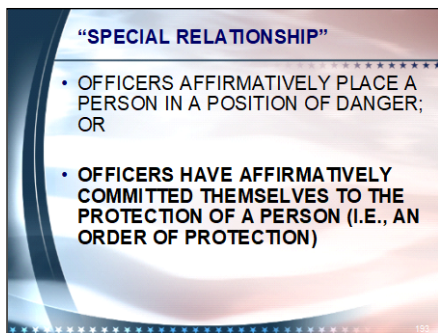 “SPECIAL RELATIONSHIP”
• OFFICERS AFFIRMATIVELY PLACE A
PERSON IN A POSITION OF DANGER;
OR
• OFFICERS HAVE AFFIRMATIVELY
COMMITTED THEMSELVES TO THE
PROTECTION OF A PERSON (I.E., AN
ORDER OF PROTECTION)
193